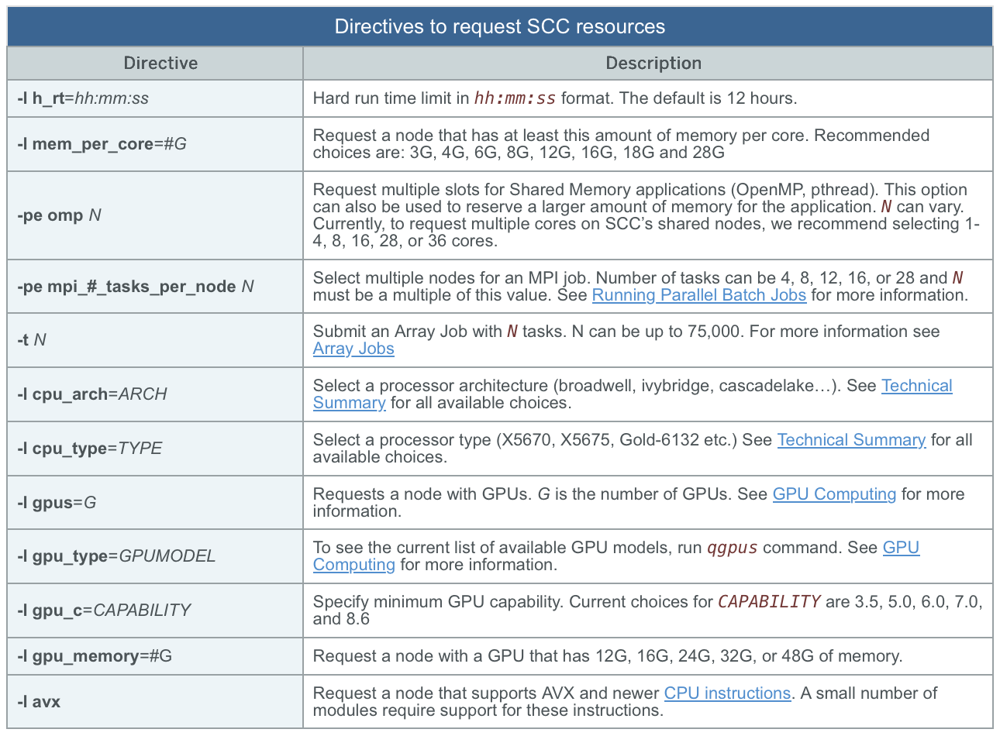 Directives to request SCC resources
Directive
Description
-l h_rt=hh:mm:ss
Hard run time limit in hh:mm:ss format. The default is 12 hours.
-l mem_per_core=#G
Request a node that has at least this amount of memory per core. Recommended
choices are: 3G, 4G, 6G, 8G, 12G, 16G, 18G and 28G
-pe omp N
Request multiple slots for Shared Memory applications (OpenMP, pthread). This option
can also be used to reserve a larger amount of memory for the application. N can vary.
Currently, to request multiple cores on SCC’s shared nodes, we recommend selecting 1-
4, 8, 16, 28, or 36 cores.
-pe mpi_#_tasks_per_node N
Select multiple nodes for an MPI job. Number of tasks can be 4, 8, 12, 16, or 28 and N
must be a multiple of this value. See Running Parallel Batch Jobs for more information.
-t N
Submit an Array Job with N tasks. N can be up to 75,000. For more information see
Array Jobs
-l cpu_arch=ARCH
Select a processor architecture (broadwell, ivybridge, cascadelake…). See Technical
Summary for all available choices.
-l cpu_type=TYPE
Select a processor type (X5670, X5675, Gold-6132 etc.) See Technical Summary for all
available choices.
-l gpus=G
Requests a node with GPUs. G is the number of GPUs. See GPU Computing for more
information.
-l gpu_type=GPUMODEL
To see the current list of available GPU models, run qgpus command. See GPU
Computing for more information.
-l gpu_c=CAPABILITY
Specify minimum GPU capability. Current choices for CAPABILITY are 3.5, 5.0, 6.0, 7.0,
and 8.6
-l gpu_memory=#G
Request a node with a GPU that has 12G, 16G, 24G, 32G, or 48G of memory.
-l avx
Request a node that supports AVX and newer CPU instructions. A small number of
modules require support for these instructions.